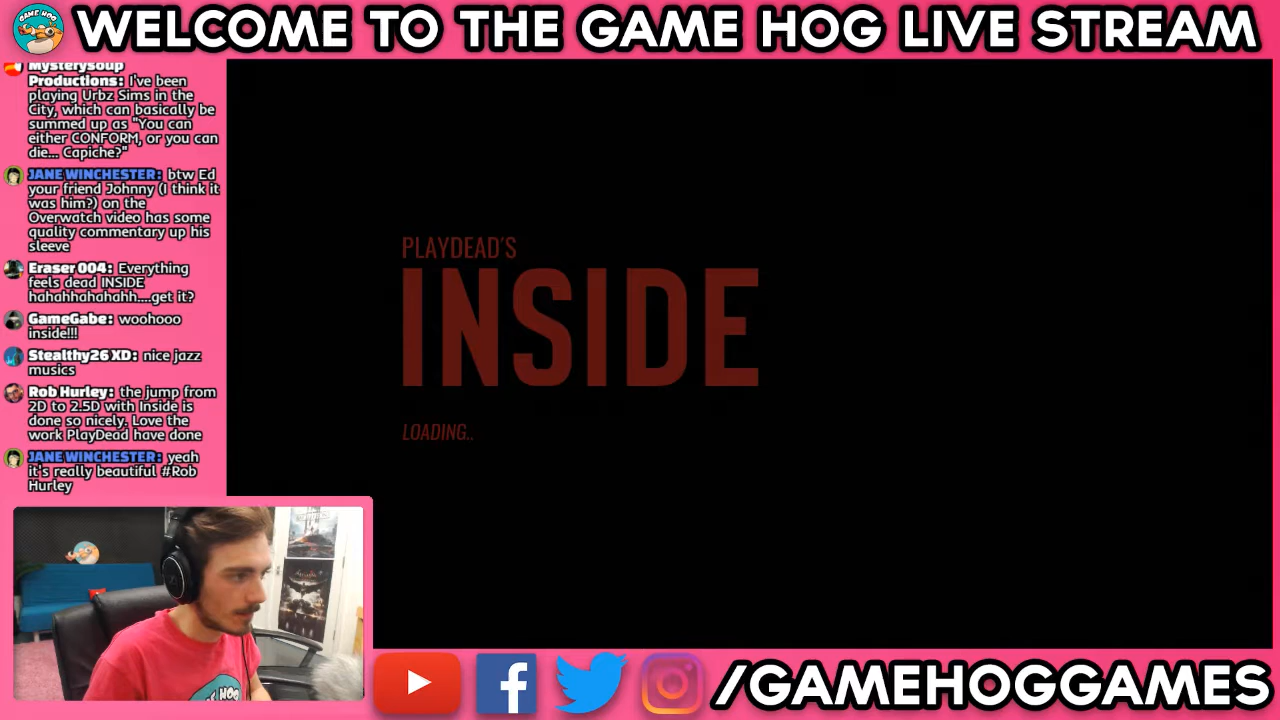 WELCOME TO THE GAME HOG LIVE STREAM
Mysterysoup
Productions: I've been
playing Urbz Sims in the
City, which can basically be
summed up as "You can
either CONFORM, or you can
die... Capiche?"
JANE WINCHESTER: btw Ed
your friend Johnny (I think it
was him?) on the
Overwatch video has some
quality commentary up his
sleeve
Eraser 004: Everything
feels dead INSIDE
hahahhahahahh....get it?
GameGabe: woohooo
inside!!!
Stealthy26 XD: nice jazz
musics
Rob Hurley: the jump from
2D to 2.5D with Inside is
done so nicely. Love the
work PlayDead have done
JANE WINCHESTER: yeah
it's really beautiful #Rob
Hurley
PLAYDEAD'S
INSIDE
LOADING..
GAME HOG
/GAMEHOGGAMES